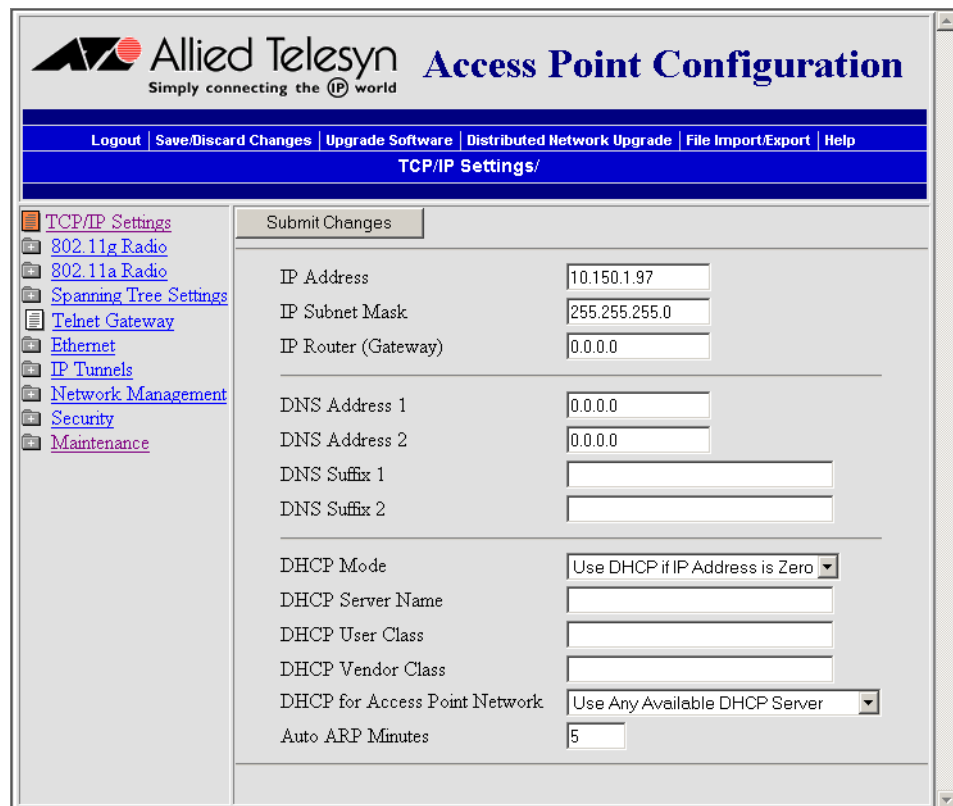 Allied Telesyn
Simply connecting the IP world
Access Point Configuration
Logout | Save/Discard Changes | Upgrade Software | Distributed Network Upgrade | File Import/Export | Help
TCP/IP Settings/
TCP/IP Settings
802.11g Radio
802.11a Radio
Spanning Tree Settings
Telnet Gateway
Ethernet
IP Tunnels
Network Management
Security
Maintenance
Submit Changes
IP Address 10.150.1.97
IP Subnet Mask 255.255.255.0
IP Router (Gateway) 0.0.0.0
DNS Address 1 0.0.0.0
DNS Address 2 0.0.0.0
DNS Suffix 1
DNS Suffix 2
DHCP Mode Use DHCP if IP Address is Zero
DHCP Server Name
DHCP User Class
DHCP Vendor Class
DHCP for Access Point Network Use Any Available DHCP Server
Auto ARP Minutes 5